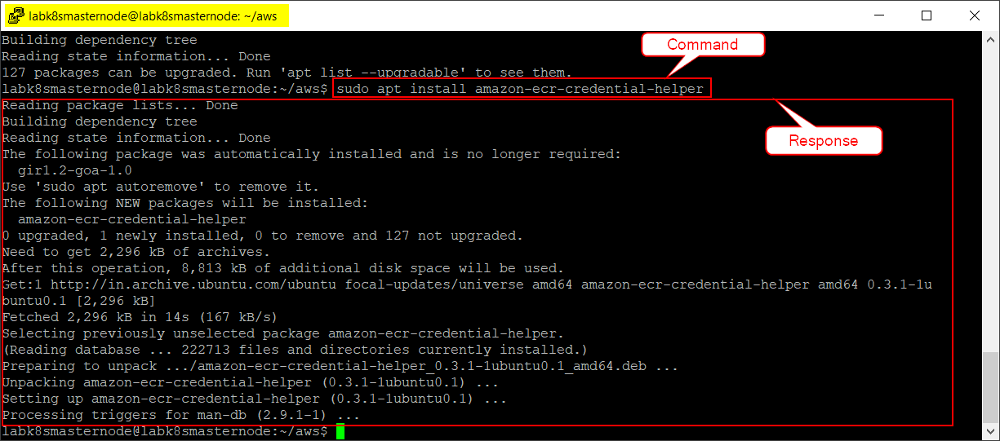 labk8smasternode@labk8smasternode: ~/aws
Building dependency tree
Reading state information... Done
Command
127 packages can be upgraded. Run 'apt list --upgradable' to see them.
labk8smasternode@labk8smasternode:~/aws$ sudo apt install amazon-ecr-credential-helper
Reading package lists... Done
Building dependency tree
Reading state information... Done
Response
The following package was automatically installed and is no longer required:
  gir1.2-goa-1.0
Use 'sudo apt autoremove' to remove it.
The following NEW packages will be installed:
  amazon-ecr-credential-helper
0 upgraded, 1 newly installed, 0 to remove and 127 not upgraded.
Need to get 2,296 kB of archives.
After this operation, 8,813 kB of additional disk space will be used.
Get:1 http://in.archive.ubuntu.com/ubuntu focal-updates/universe amd64 amazon-ecr-credential-helper amd64 0.3.1-1u
buntu0.1 [2,296 kB]
Fetched 2,296 kB in 14s (167 kB/s)
Selecting previously unselected package amazon-ecr-credential-helper.
(Reading database ... 222713 files and directories currently installed.)
Preparing to unpack .../amazon-ecr-credential-helper_0.3.1-1ubuntu0.1_amd64.deb ...
Unpacking amazon-ecr-credential-helper (0.3.1-1ubuntu0.1) ...
Setting up amazon-ecr-credential-helper (0.3.1-1ubuntu0.1) ...
Processing triggers for man-db (2.9.1-1) ...
labk8smasternode@labk8smasternode:~/aws$